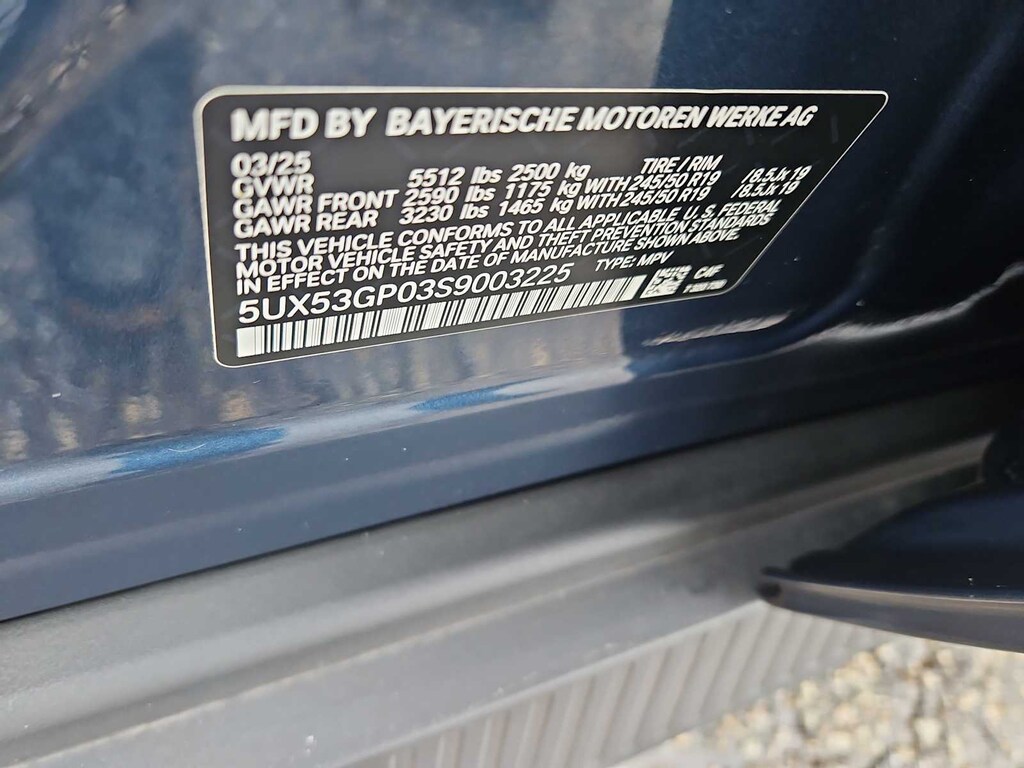 MFD BY BAYERISCHE MOTOREN WERKE AG
03/25 TIRE / RIM
GVWR 5512 lbs 2500 kg
GAWR FRONT 2590 lbs 1175 kg WITH 245/50 R19 /8.5Jx19
GAWR REAR 3230 lbs 1465 kg WITH 245/50 R19 /8.5Jx19
THIS VEHICLE CONFORMS TO ALL APPLICABLE U.S. FEDERAL
MOTOR VEHICLE SAFETY AND THEFT PREVENTION STANDARDS
IN EFFECT ON THE DATE OF MANUFACTURE SHOWN ABOVE.
5UX53GP03S9003225 TYPE: MPV
C4F